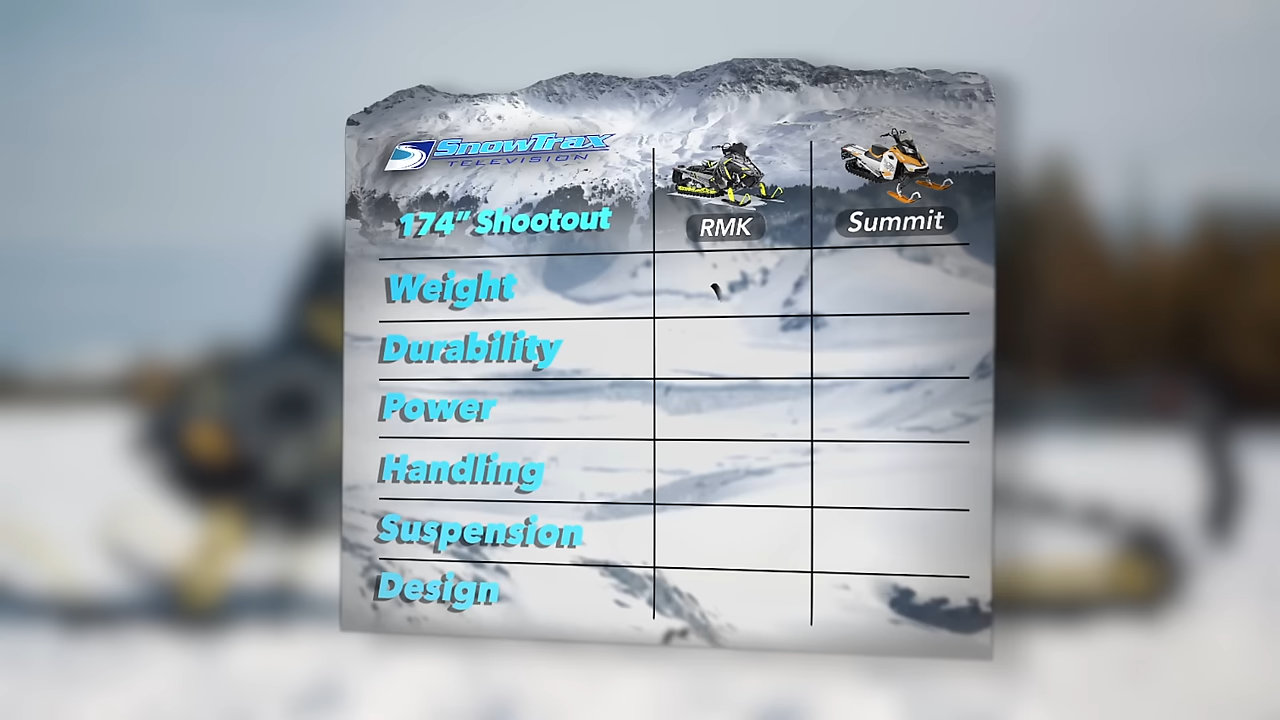 SnowTrax
TELEVISION
174” Shootout
RMK
Summit
Weight
Durability
Power
Handling
Suspension
Design